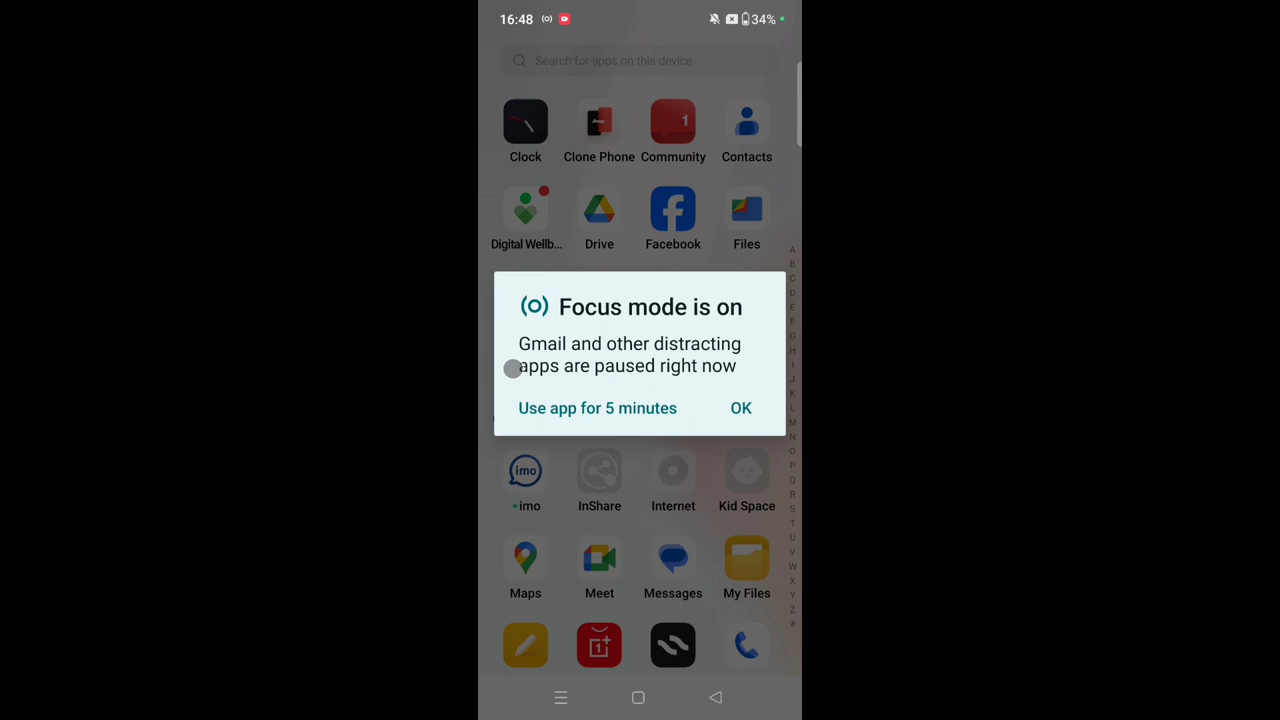 16:48 34%
Search for apps on this device
Clock Clone Phone Community Contacts
1
Digital Wellb... Drive Facebook Files
Focus mode is on
Gmail and other distracting
apps are paused right now
Use app for 5 minutes OK
imo
imo InShare Internet Kid Space
Maps Meet Messages My Files
1+
A
B
C
D
E
F
G
H
I
J
K
L
M
N
O
P
Q
R
S
T
U
V
W
X
Y
Z
#